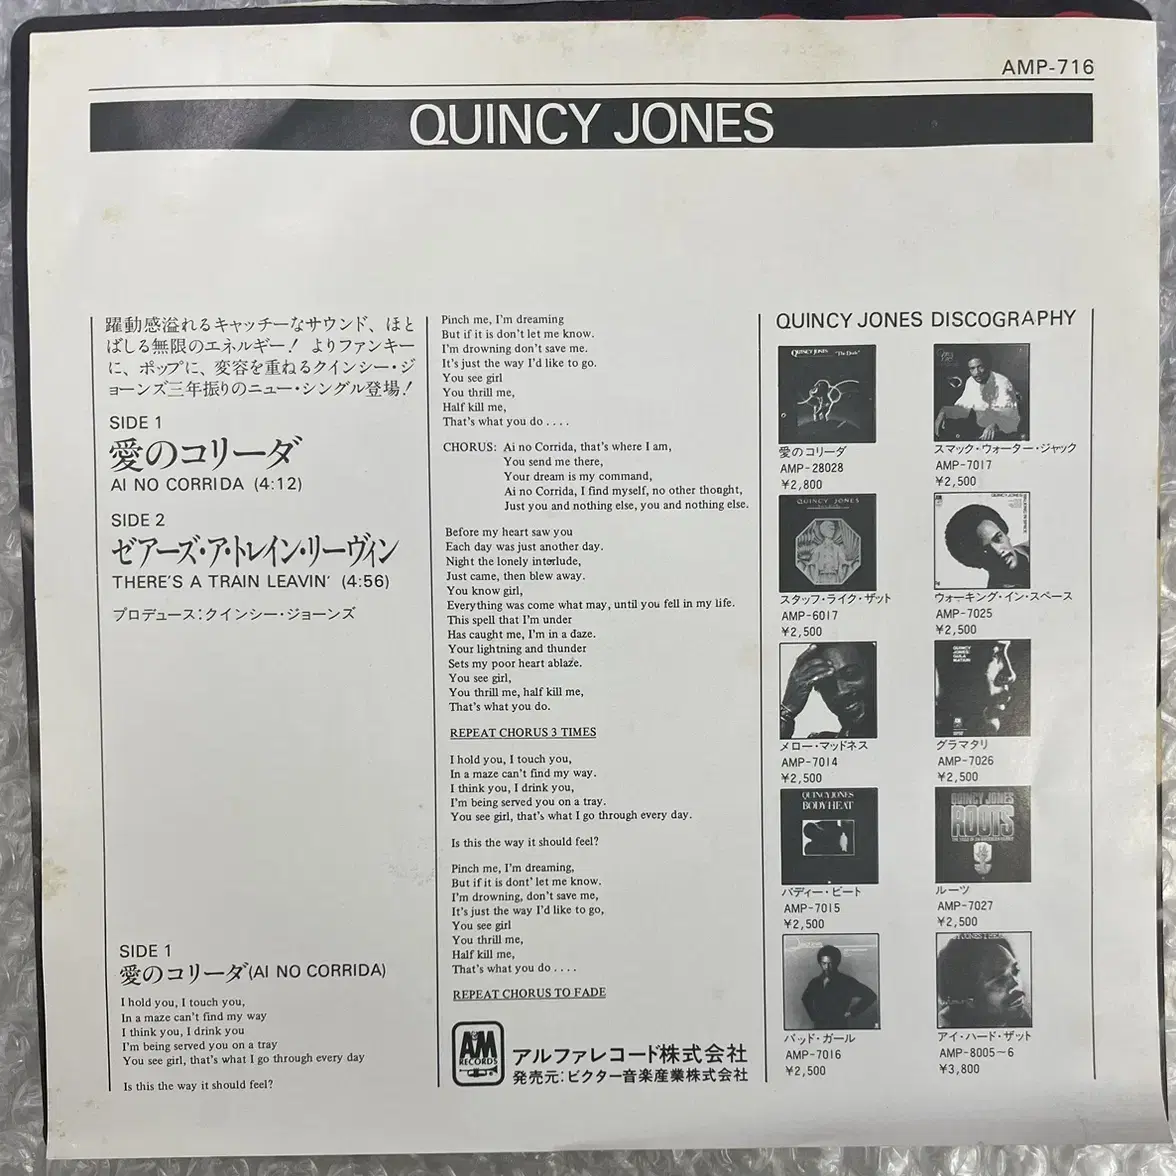 AMP-716
QUINCY JONES
躍動感溢れるキャッチーなサウンド、ほと
ばしる無限のエネルギー! よりファンキー
に、ポップに、変容を重ねるクインシー・ジ
ョーンズ三年振りのニュー・シングル登場!
SIDE 1
愛のコリーダ
AI NO CORRIDA (4:12)
SIDE 2
ゼアーズ・ア・トレイン・リーヴィン
THERE'S A TRAIN LEAVIN' (4:56)
プロデュース:クインシー・ジョーンズ
SIDE 1
愛のコリーダ(AI NO CORRIDA)
I hold you, I touch you,
In a maze can't find my way
I think you, I drink you
I'm being served you on a tray
You see girl, that's what I go through every day
Is this the way it should feel?
Pinch me, I'm dreaming
But if it is don't let me know.
I'm drowning don't save me.
It's just the way I'd like to go.
You see girl
You thrill me,
Half kill me,
That's what you do . . . .
CHORUS: Ai no Corrida, that's where I am,
You send me there,
Your dream is my command,
Ai no Corrida, I find myself, no other thonght,
Just you and nothing else, you and nothing else.
Before my heart saw you
Each day was just another day.
Night the lonely interlude,
Just came, then blew away.
You know girl,
Everything was come what may, until you fell in my life.
This spell that I'm under
Has caught me, I'm in a daze.
Your lightning and thunder
Sets my poor heart ablaze.
You see girl,
You thrill me, half kill me,
That's what you do.
REPEAT CHORUS 3 TIMES
I hold you, I touch you,
In a maze can't find my way.
I think you, I drink you,
I'm being served you on a tray.
You see girl, that's what I go through every day.
Is this the way it should feel?
Pinch me, I'm dreaming,
But if it is dont' let me know.
I'm drowning, don't save me,
It's just the way I'd like to go,
You see girl
You thrill me,
Half kill me,
That's what you do . . . .
REPEAT CHORUS TO FADE
AM
RECORDS
アルファレコード株式会社
発売元:ビクター音楽産業株式会社
QUINCY JONES DISCOGRAPHY
QUINCY JONES "The Dude"
愛のコリーダ
AMP-28028
¥2,800
スマック・ウォーター・ジャック
AMP-7017
¥2,500
QUINCY JONES
スタッフ・ライク・ザット
AMP-6017
¥2,500
QUINCY JONES
ウォーキング・イン・スペース
AMP-7025
¥2,500
メロー・マッドネス
AMP-7014
¥2,500
QUINCY
JONES
GULA
MATARI
グラマタリ
AMP-7026
¥2,500
QUINCY JONES
BODY HEAT
バディー・ヒート
AMP-7015
¥2,500
QUINCY JONES
ROOTS
ルーツ
AMP-7027
¥2,500
バッド・ガール
AMP-7016
¥2,500
アイ・ハード・ザット
AMP-8005~6
¥3,800